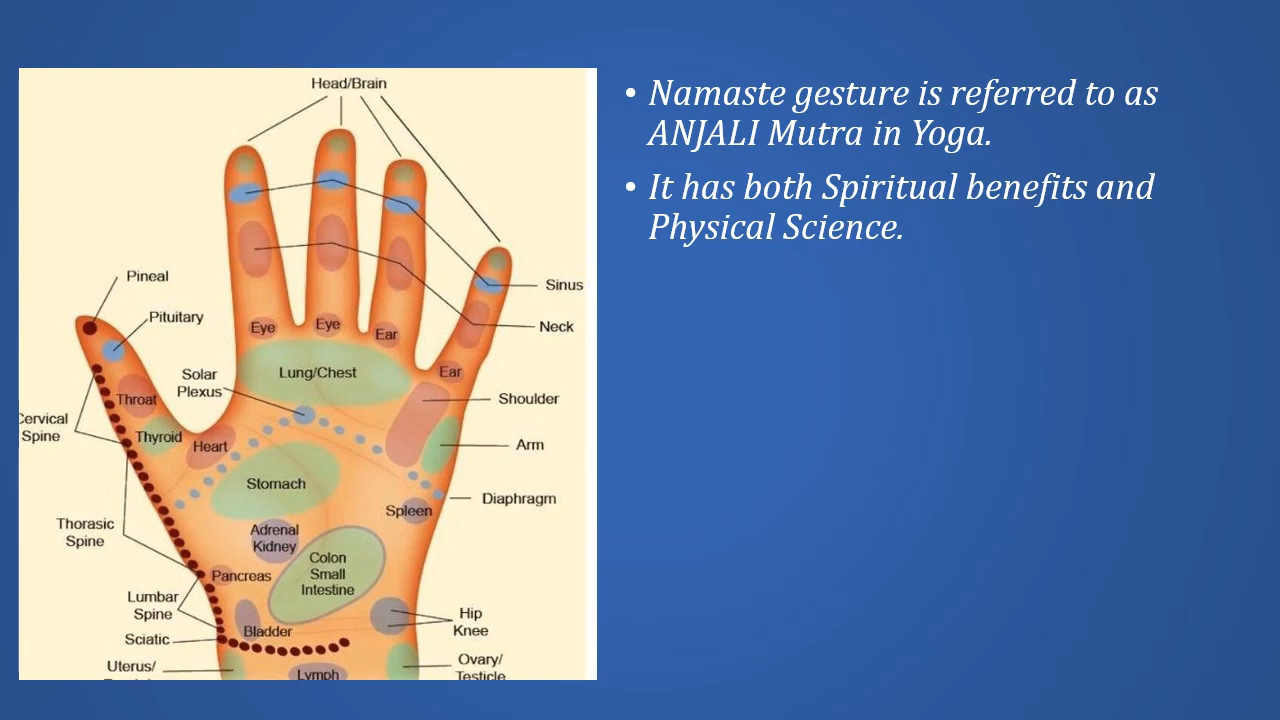 Head/Brain
Pineal
Pituitary
Sinus
Neck
Eye
Eye
Ear
Ear
Lung/Chest
Solar
Plexus
Shoulder
Throat
Cervical
Spine
Thyroid
Heart
Arm
Stomach
Diaphragm
Spleen
Thorasic
Spine
Adrenal
Kidney
Colon
Small
Intestine
Pancreas
Lumbar
Spine
Hip
Knee
Bladder
Sciatic
Uterus/
Ovary/
Testicle
Lymph
• Namaste gesture is referred to as
ANJALI Mutra in Yoga.
• It has both Spiritual benefits and
Physical Science.